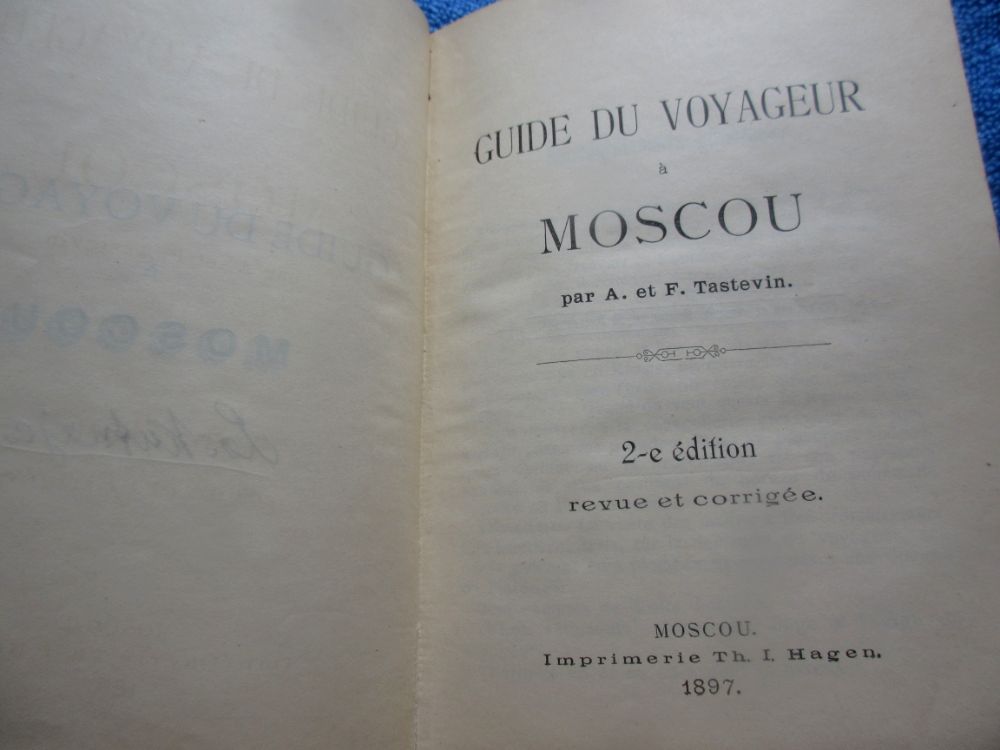 GUIDE DU VOYAGEUR
à
MOSCOU
par A. et F. Tastevin.
2-e édition
revue et corrigée.
MOSCOU.
Imprimerie Th. I. Hagen.
1897.